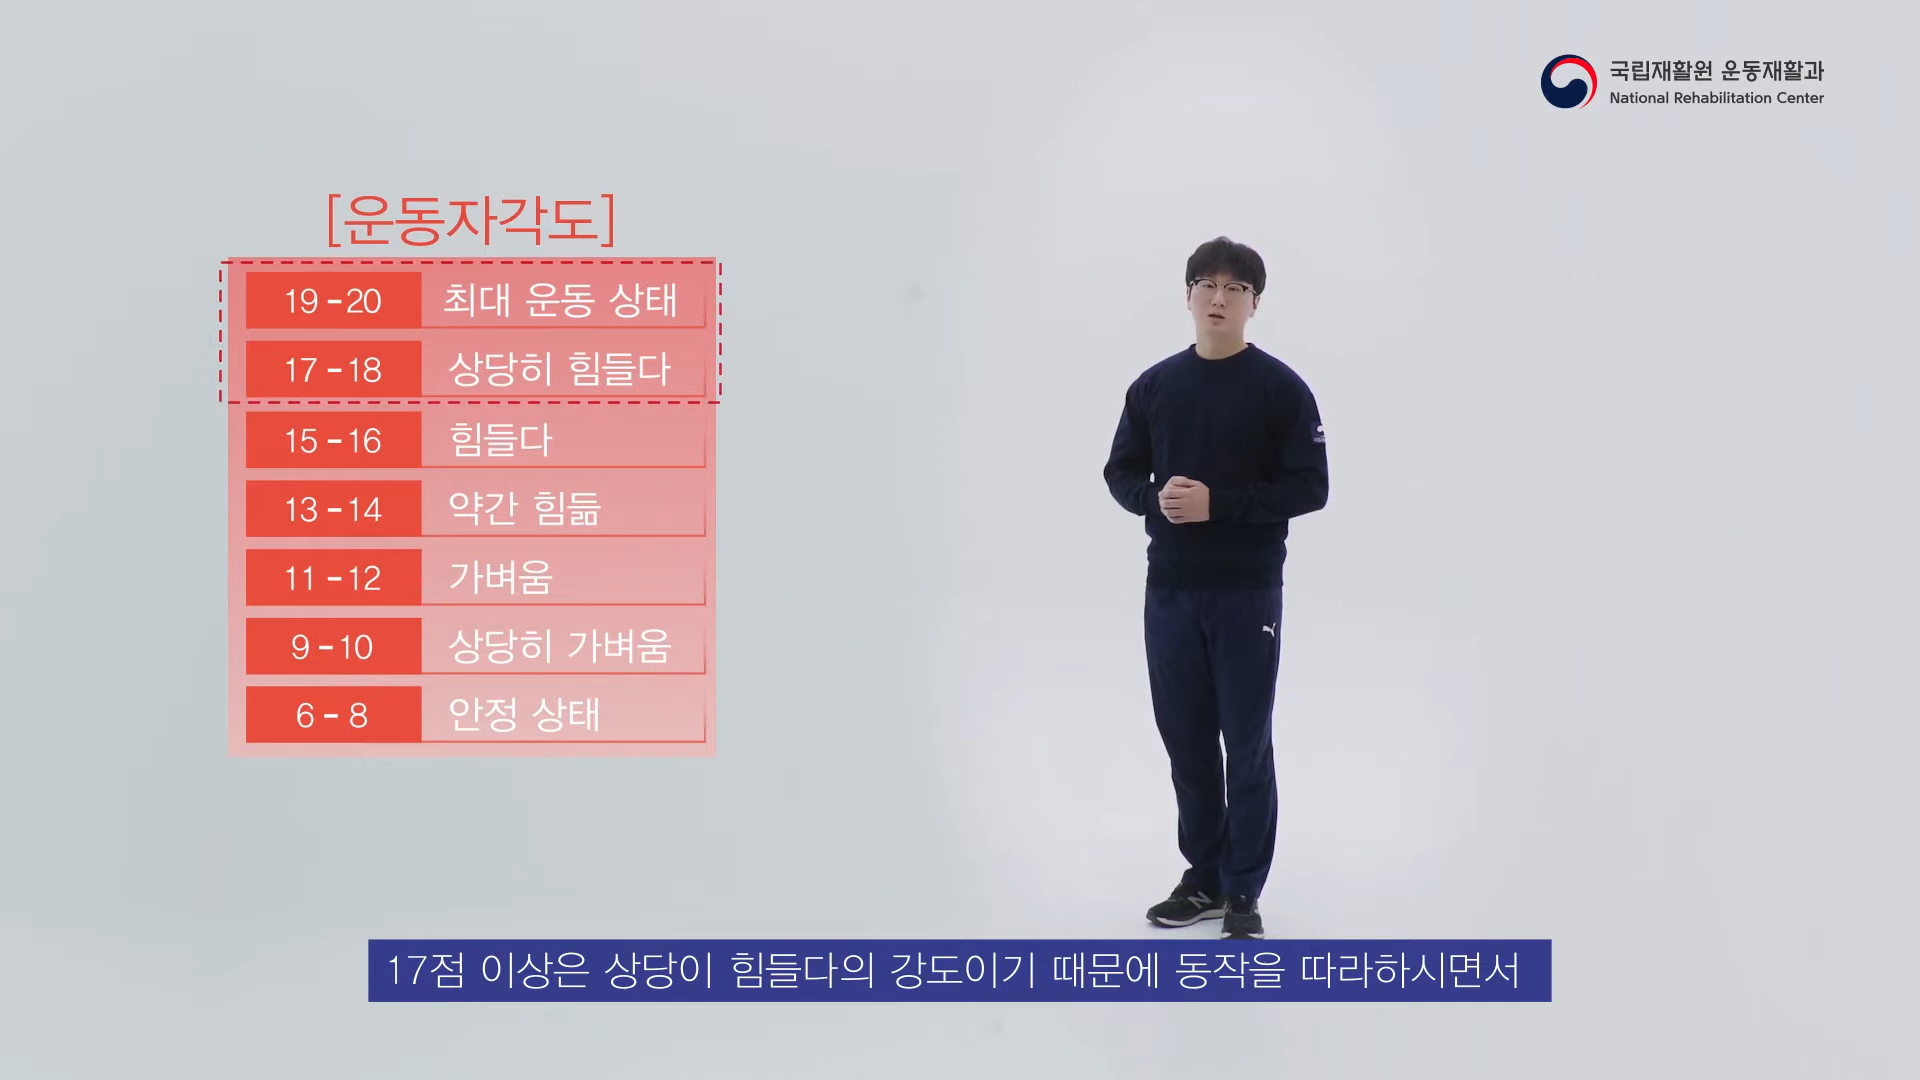 국립재활원 운동재활과
National Rehabilitation Center
[운동자각도]
19-20 최대 운동 상태
17-18 상당히 힘들다
15-16 힘들다
13-14 약간 힘듦
11-12 가벼움
9-10 상당히 가벼움
6-8 안정 상태
17점 이상은 상당이 힘들다의 강도이기 때문에 동작을 따라하시면서